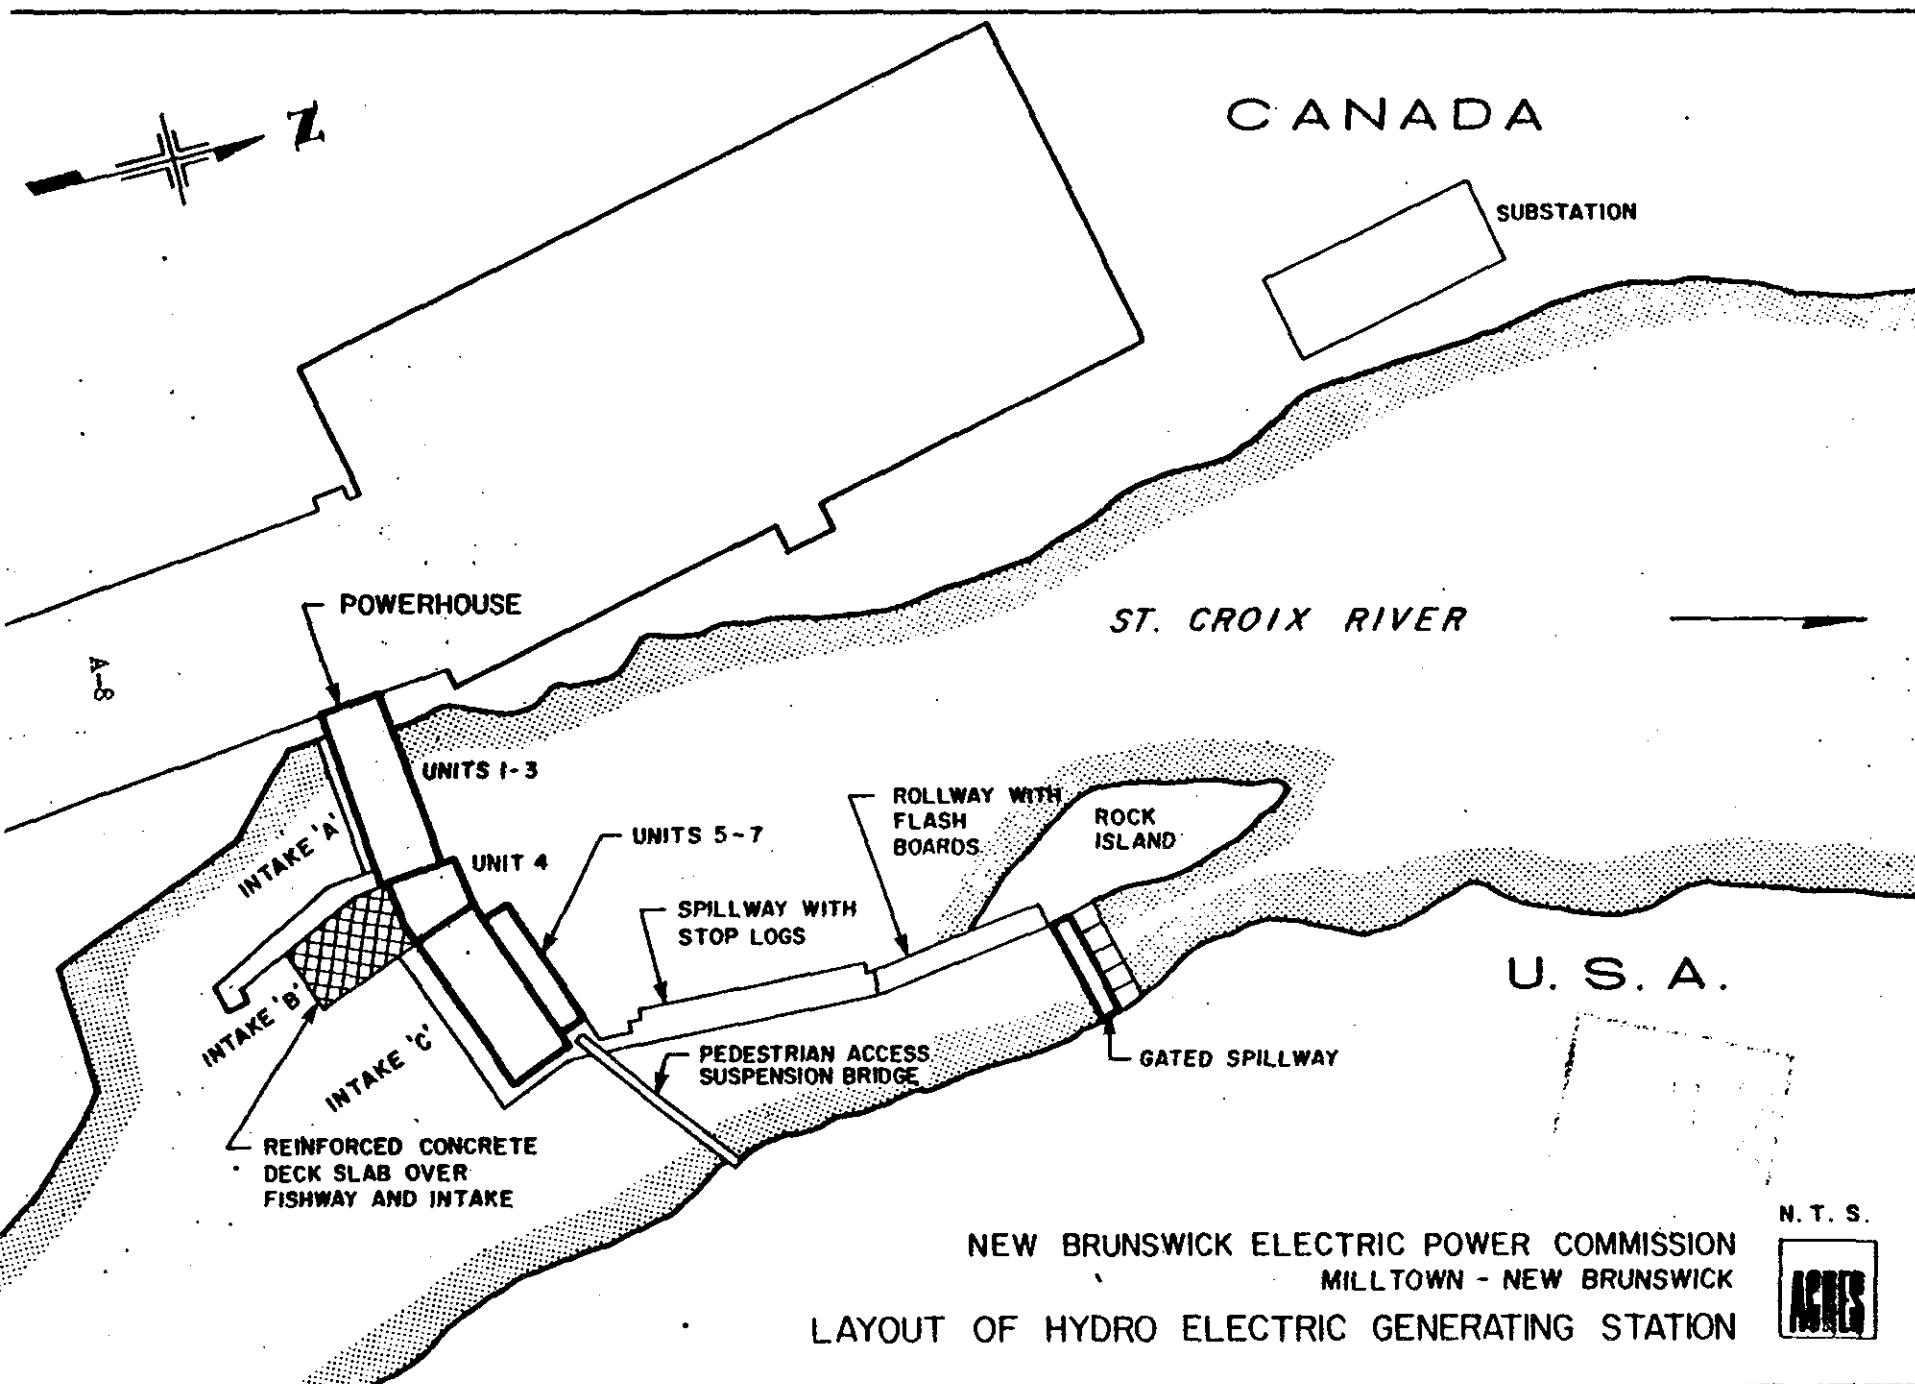 N
CANADA
SUBSTATION
POWERHOUSE
ST. CROIX RIVER
A-8
UNITS 1-3
INTAKE 'A'
UNITS 5-7
UNIT 4
ROLLWAY WITH
FLASH
BOARDS
ROCK
ISLAND
SPILLWAY WITH
STOP LOGS
INTAKE 'B'
INTAKE 'C'
U. S. A.
PEDESTRIAN ACCESS
SUSPENSION BRIDGE
GATED SPILLWAY
REINFORCED CONCRETE
DECK SLAB OVER
FISHWAY AND INTAKE
N. T. S.
NEW BRUNSWICK ELECTRIC POWER COMMISSION
MILLTOWN - NEW BRUNSWICK
LAYOUT OF HYDRO ELECTRIC GENERATING STATION
ACRES